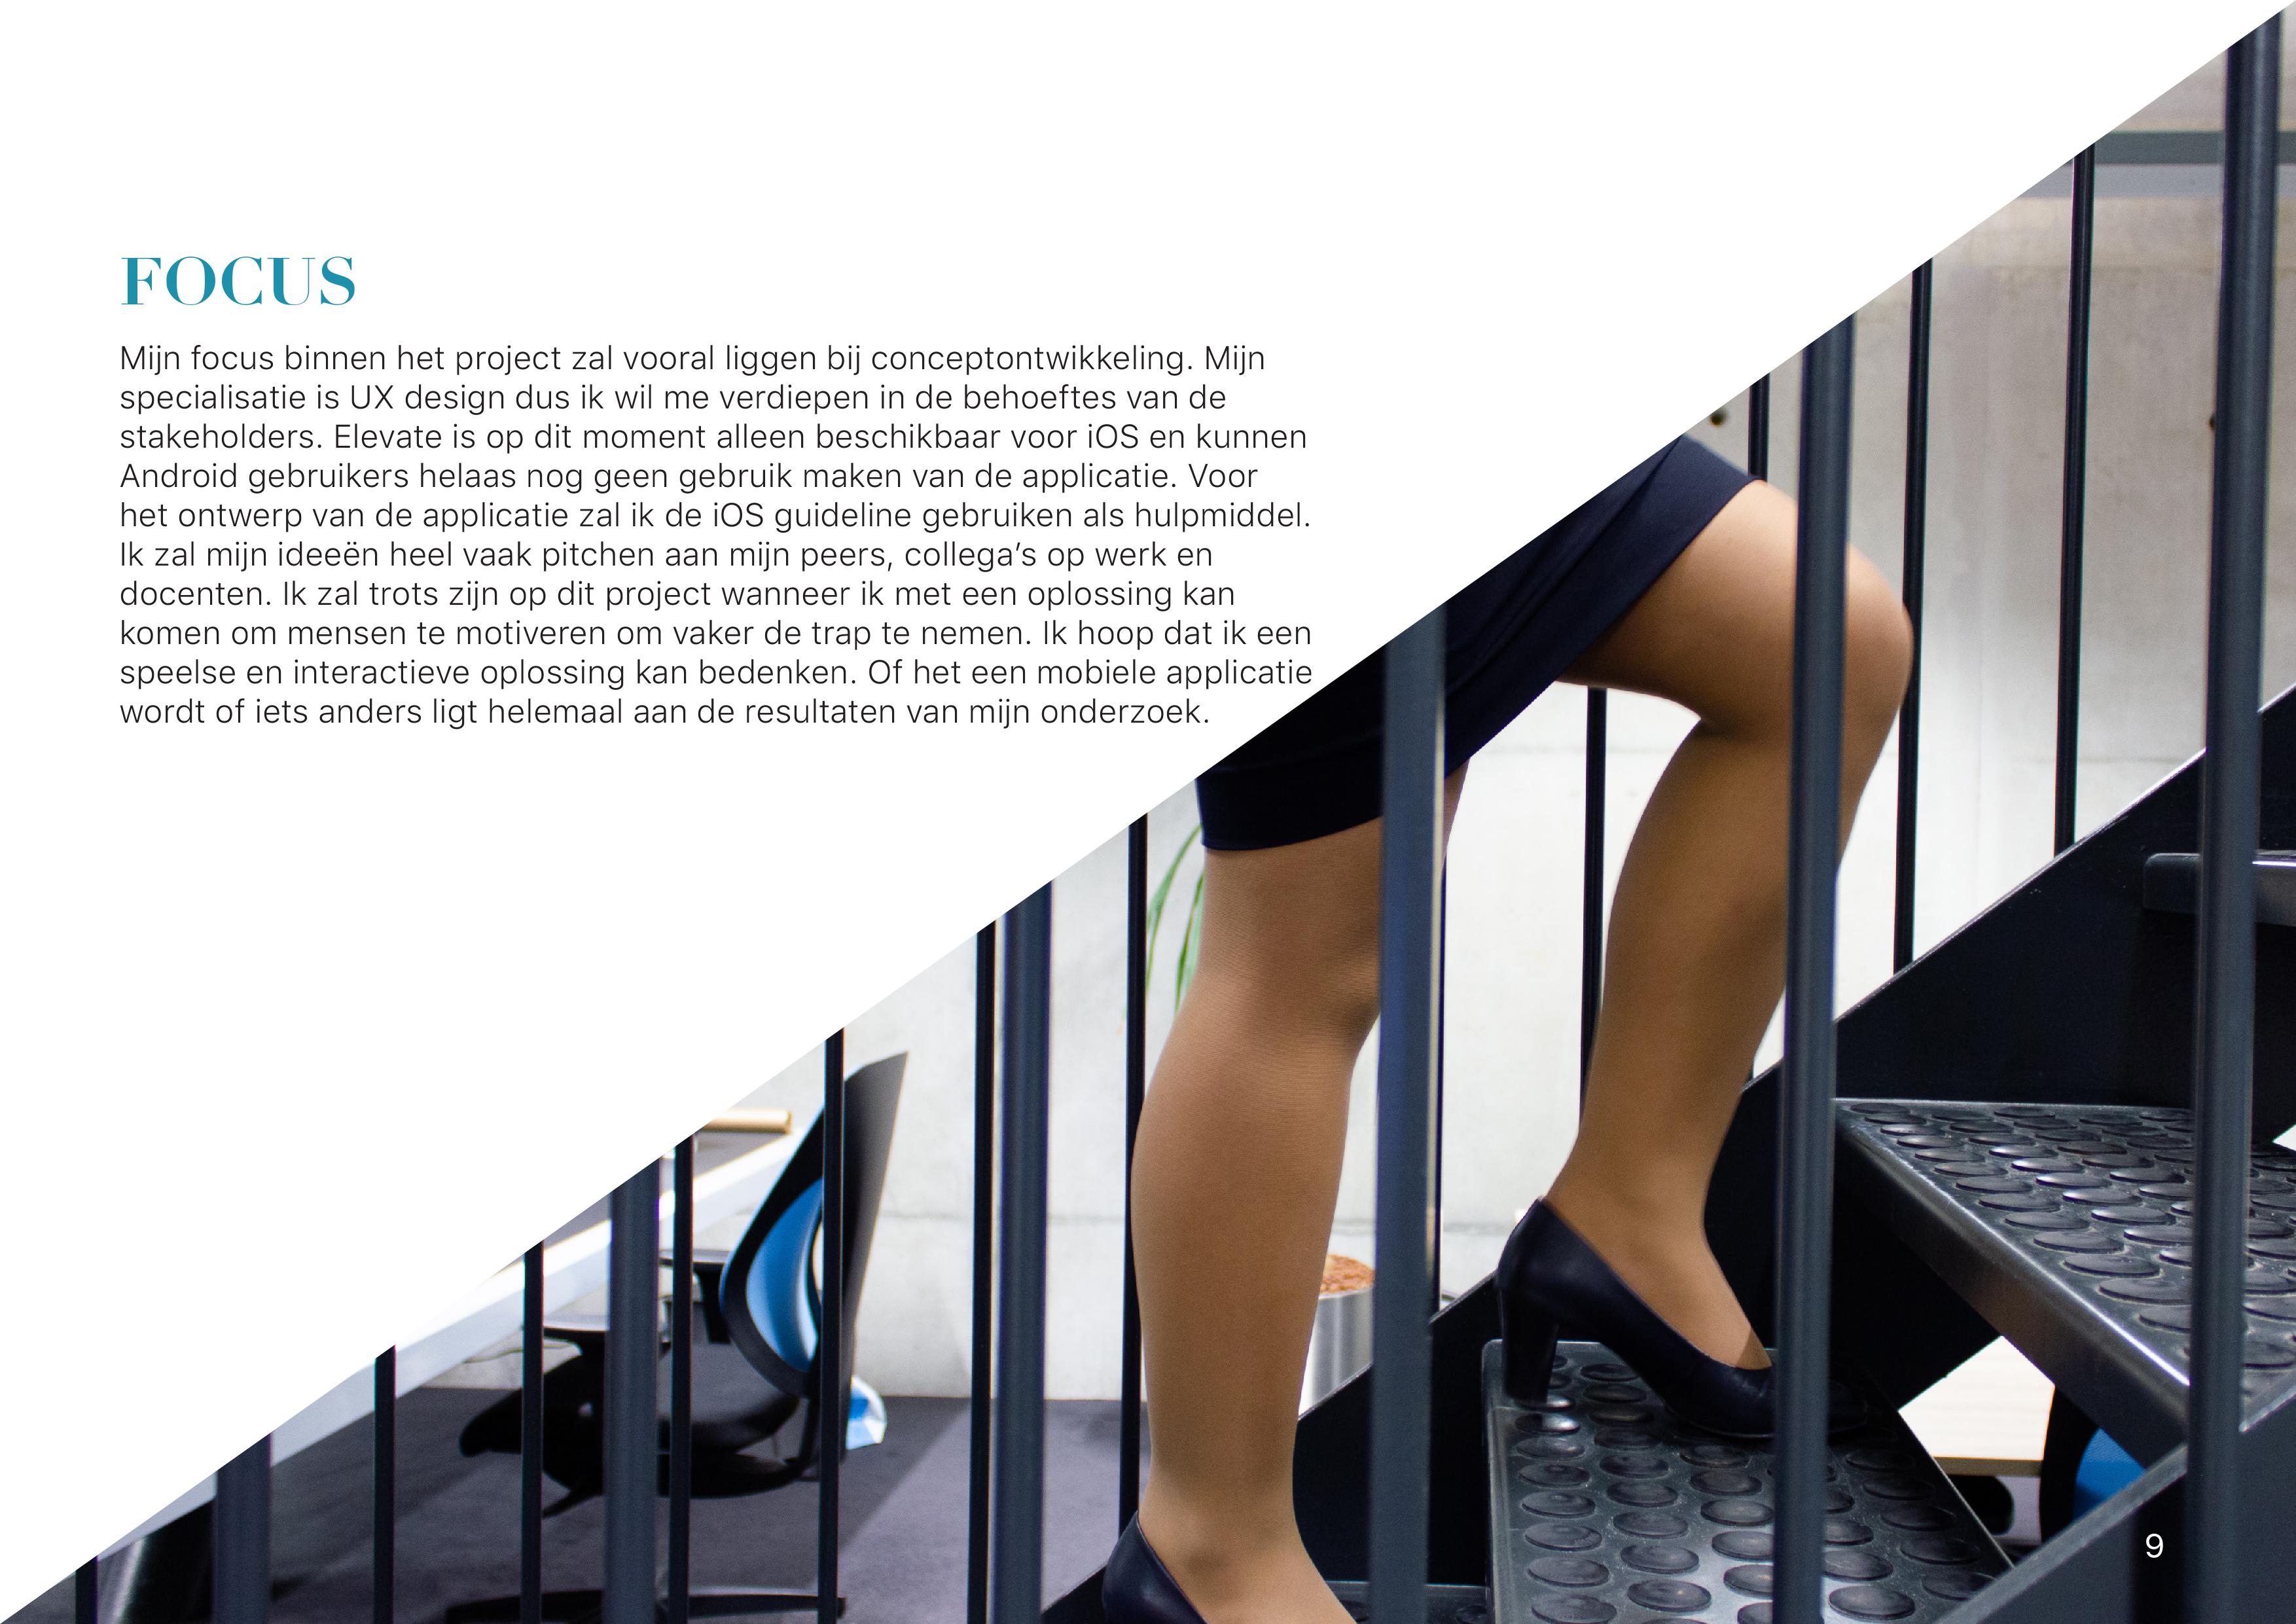 FOCUS
Mijn focus binnen het project zal vooral liggen bij conceptontwikkeling. Mijn
specialisatie is UX design dus ik wil me verdiepen in de behoeftes van de
stakeholders. Elevate is op dit moment alleen beschikbaar voor iOS en kunnen
Android gebruikers helaas nog geen gebruik maken van de applicatie. Voor
het ontwerp van de applicatie zal ik de iOS guideline gebruiken als hulpmiddel.
Ik zal mijn ideeën heel vaak pitchen aan mijn peers, collega’s op werk en
docenten. Ik zal trots zijn op dit project wanneer ik met een oplossing kan
komen om mensen te motiveren om vaker de trap te nemen. Ik hoop dat ik een
speelse en interactieve oplossing kan bedenken. Of het een mobiele applicatie
wordt of iets anders ligt helemaal aan de resultaten van mijn onderzoek.
9